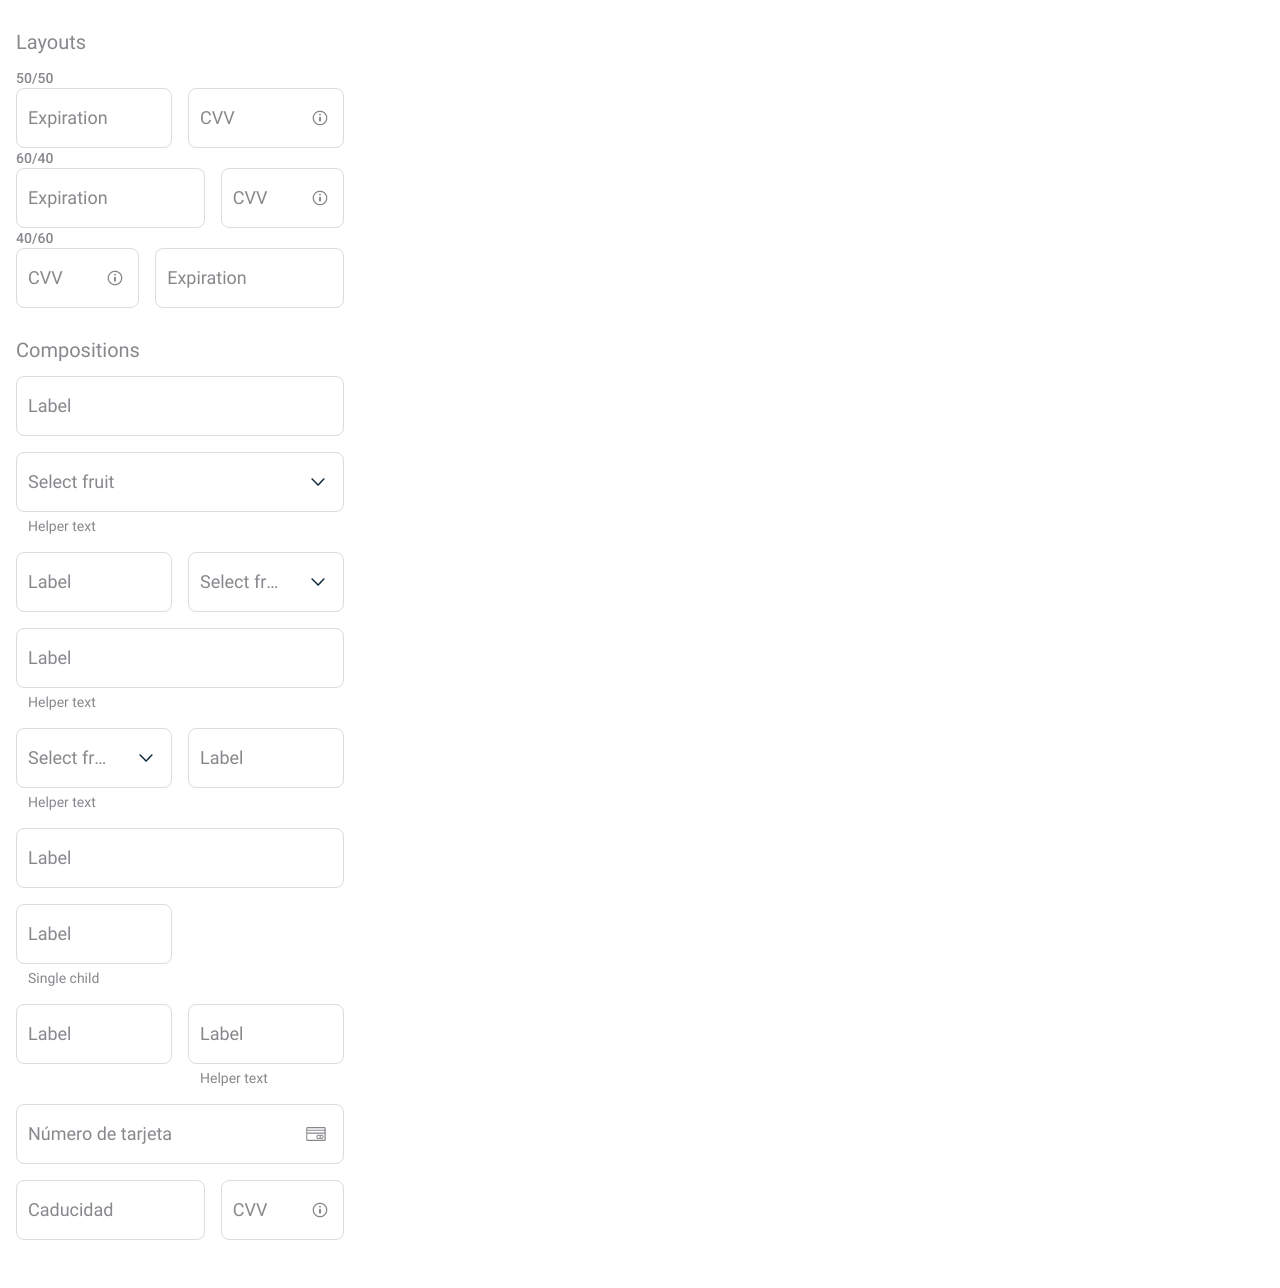 Layouts
50/50
Expiration CVV
60/40
Expiration CVV
40/60
CVV Expiration
Compositions
Label
Select fruit
Helper text
Label Select fr...
Label
Helper text
Select fr... Label
Helper text
Label
Label
Single child
Label Label
Helper text
Número de tarjeta
Caducidad CVV